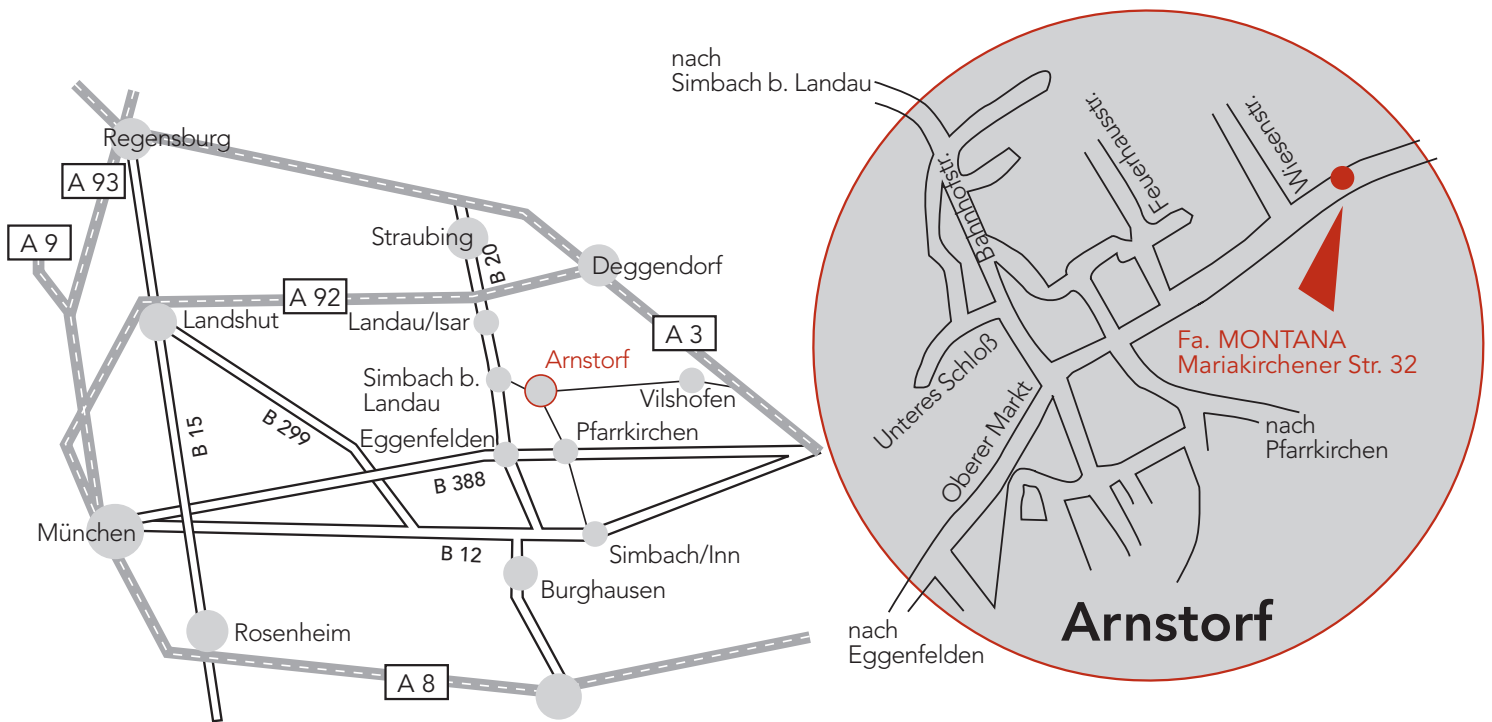 Regensburg
A 93
A 9
Straubing
B 20
Deggendorf
A 92
Landshut
Landau/Isar
A 3
Arnstorf
Simbach b.
Landau
Vilshofen
B 15
B 299
Eggenfelden
Pfarrkirchen
B 388
München
B 12
Simbach/Inn
Burghausen
Rosenheim
A 8
nach
Simbach b. Landau
Bahnhofstr.
Feuerhausstr.
Wiesenstr.
Fa. MONTANA
Mariakirchener Str. 32
Unteres Schloß
Oberer Markt
nach
Pfarrkirchen
nach
Eggenfelden
Arnstorf